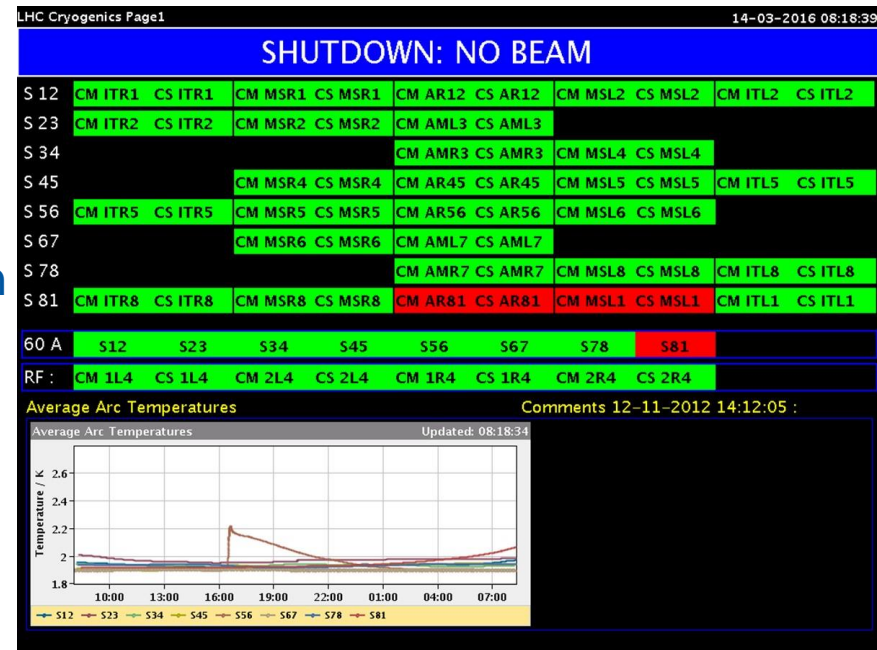 LHC Cryogenics Page1 14-03-2016 08:18:39
SHUTDOWN: NO BEAM
S 12 CM ITR1 CS ITR1 CM MSR1 CS MSR1 CM AR12 CS AR12 CM MSL2 CS MSL2 CM ITL2 CS ITL2
S 23 CM ITR2 CS ITR2 CM MSR2 CS MSR2 CM AML3 CS AML3
S 34 CM AMR3 CS AMR3 CM MSL4 CS MSL4
S 45 CM MSR4 CS MSR4 CM AR45 CS AR45 CM MSL5 CS MSL5 CM ITL5 CS ITL5
S 56 CM ITR5 CS ITR5 CM MSR5 CS MSR5 CM AR56 CS AR56 CM MSL6 CS MSL6
S 67 CM MSR6 CS MSR6 CM AML7 CS AML7
n
S 78 CM AMR7 CS AMR7 CM MSL8 CS MSL8 CM ITL8 CS ITL8
S 81 CM ITR8 CS ITR8 CM MSR8 CS MSR8 CM AR81 CS AR81 CM MSL1 CS MSL1 CM ITL1 CS ITL1
60 A S12 S23 S34 S45 S56 S67 S78 S81
RF : CM 1L4 CS 1L4 CM 2L4 CS 2L4 CM 1R4 CS 1R4 CM 2R4 CS 2R4
Average Arc Temperatures Comments 12-11-2012 14:12:05 :
Average Arc Temperatures Updated: 08:18:34
Temperature / K
2.6
2.4
2.2
2
1.8
10:00 13:00 16:00 19:00 22:00 01:00 04:00 07:00
S12 S23 S34 S45 S56 S67 S78 S81